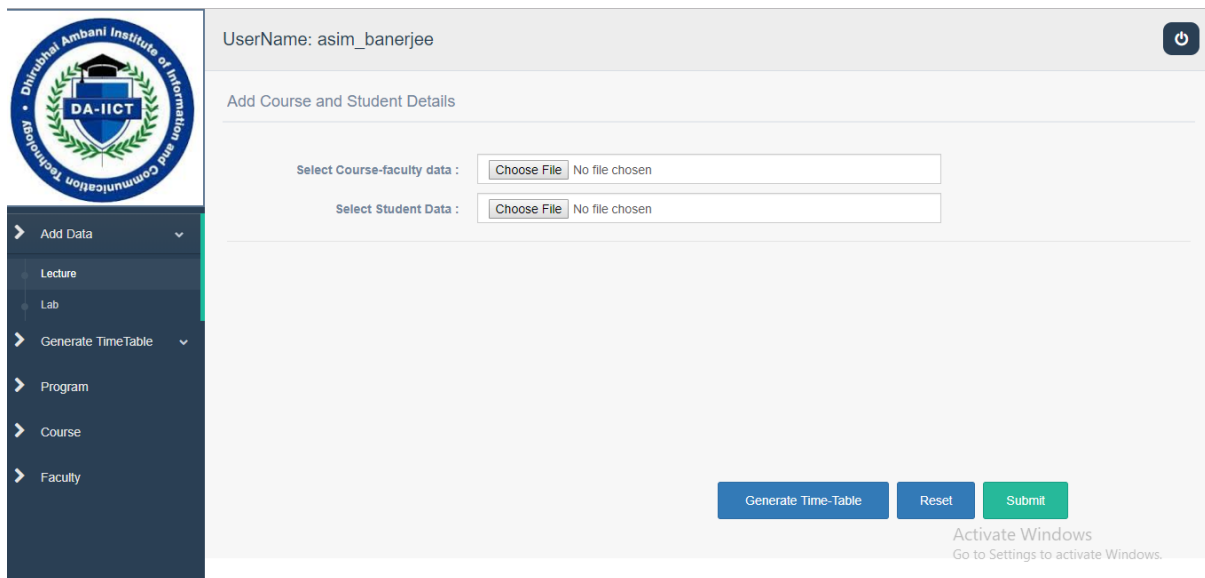 Dhirubhai Ambani Institute of Information and Communication Technology
DA-IICT
UserName: asim_banerjee
Add Course and Student Details
Select Course-faculty data :
Choose File No file chosen
Select Student Data :
Choose File No file chosen
Add Data
Lecture
Lab
Generate TimeTable
Program
Course
Faculty
Generate Time-Table
Reset
Submit
Activate Windows
Go to Settings to activate Windows.